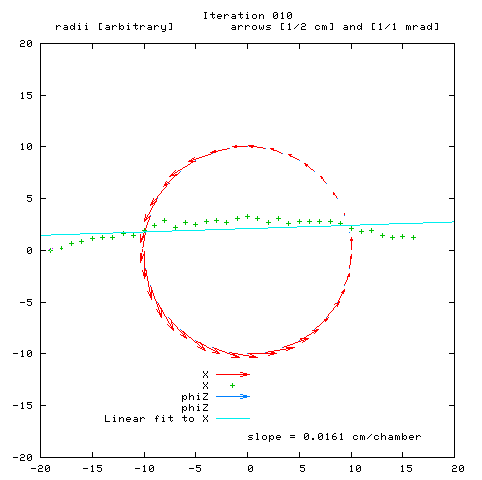 Iteration 010
radii [arbitrary] arrows [1/2 cm] and [1/1 mrad]
20
15
10
5
0
-5
-10
-15
-20
X
X
phiZ
phiZ
Linear fit to X
slope = 0.0161 cm/chamber
-20 -15 -10 -5 0 5 10 15 20